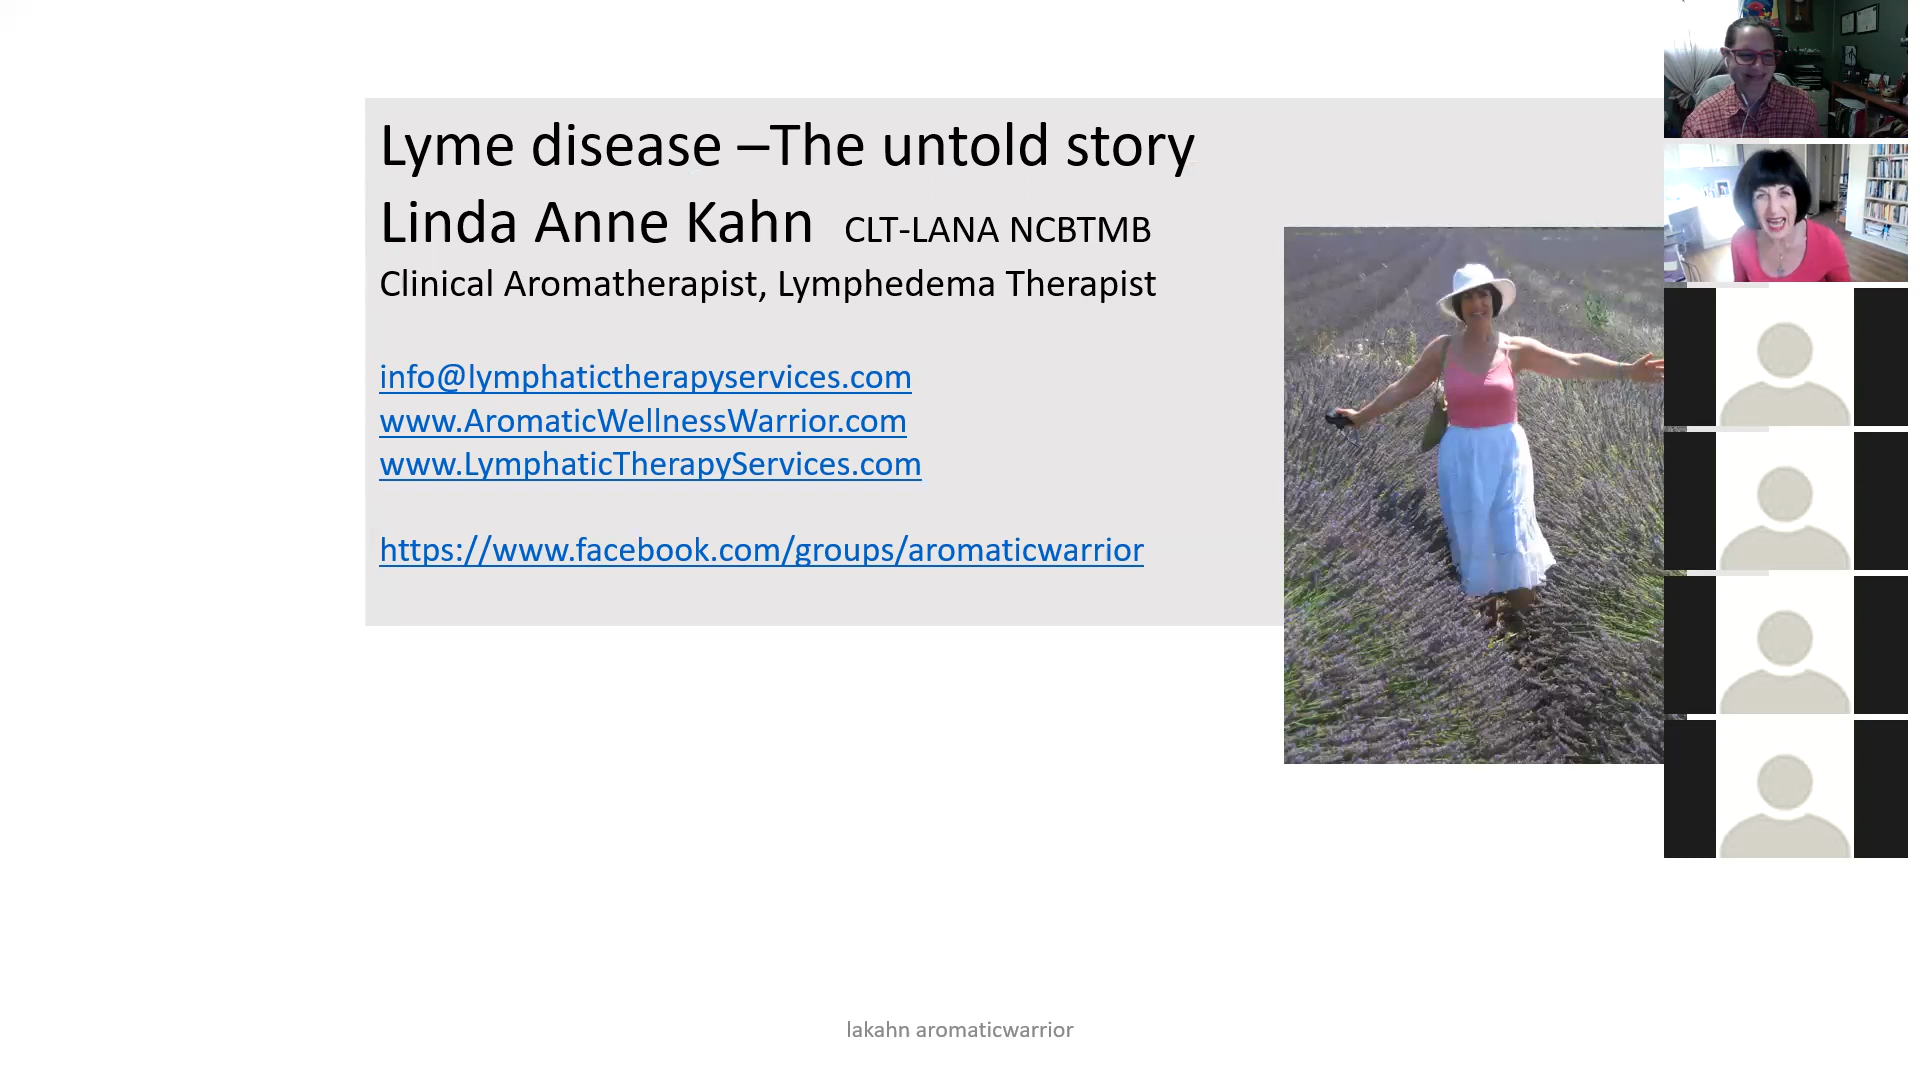 Lyme disease –The untold story
Linda Anne Kahn CLT-LANA NCBTMB
Clinical Aromatherapist, Lymphedema Therapist
info@lymphatictherapyservices.com
www.AromaticWellnessWarrior.com
www.LymphaticTherapyServices.com
https://www.facebook.com/groups/aromaticwarrior
lakahn aromaticwarrior